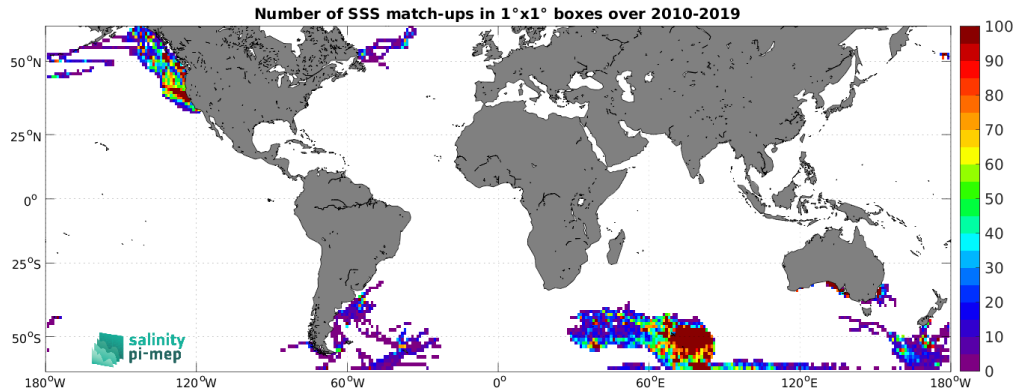 Number of SSS match-ups in 1°x1° boxes over 2010-2019
100
90
80
70
60
50
40
30
20
10
0
50°N
25°N
0°
25°S
50°S
salinity
pi-mep
180°W
120°W
60°W
0°
60°E
120°E
180°W